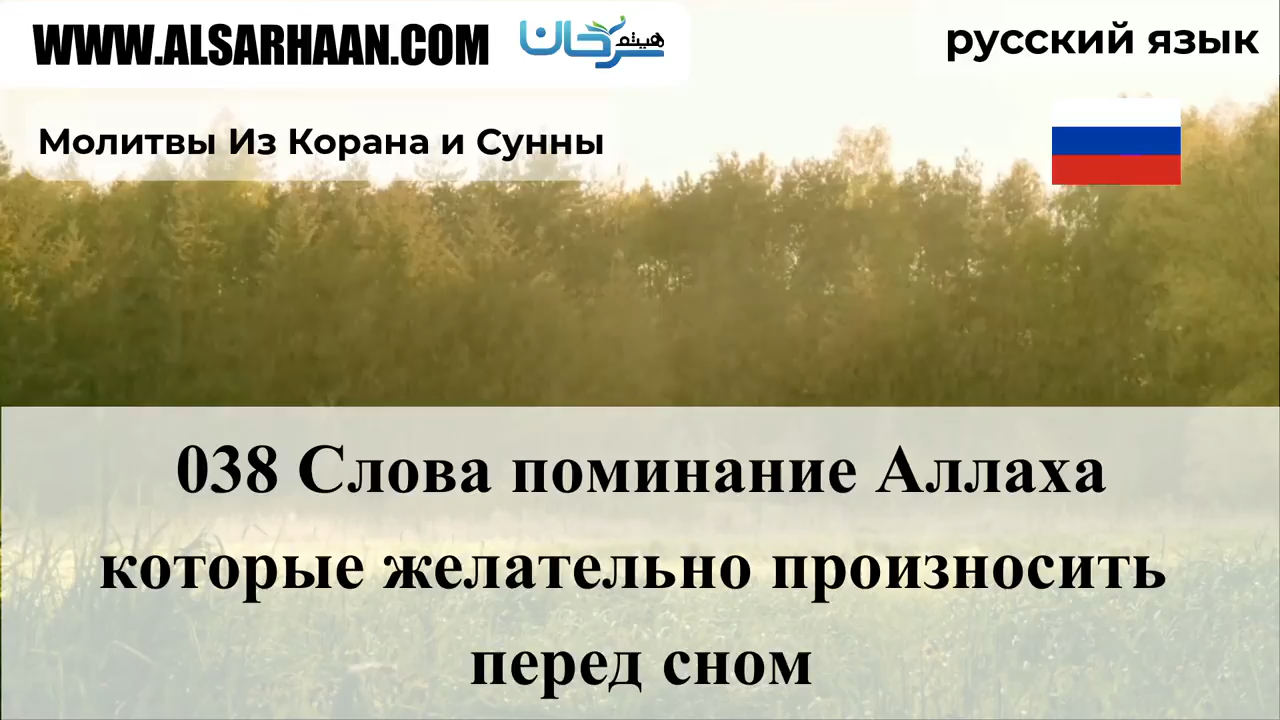 WWW.ALSARHAAN.COM
هيثم سرحان
русский язык
Молитвы Из Корана и Сунны
038 Слова поминание Аллаха
которые желательно произносить
перед сном